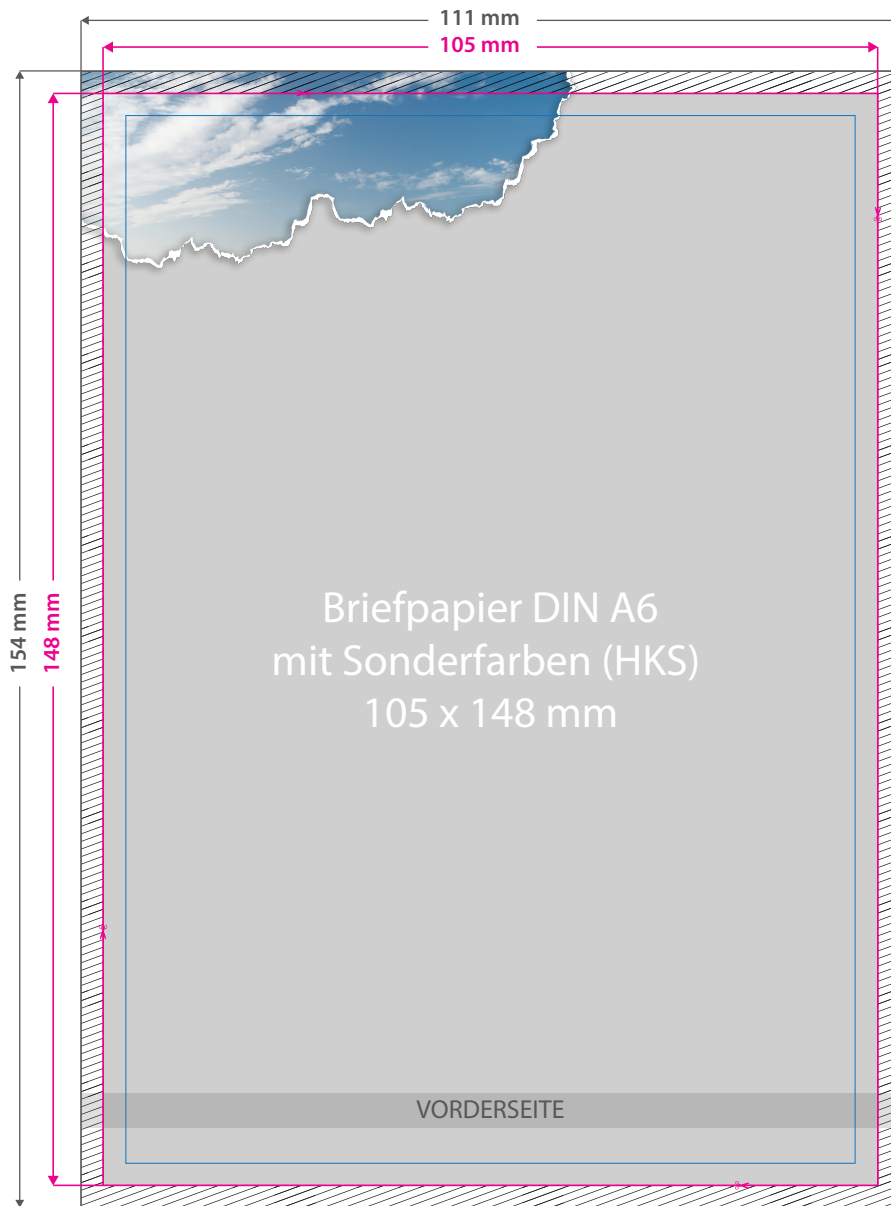 111 mm
105 mm
154 mm
148 mm
Briefpapier DIN A6
mit Sonderfarben (HKS)
105 x 148 mm
VORDERSEITE